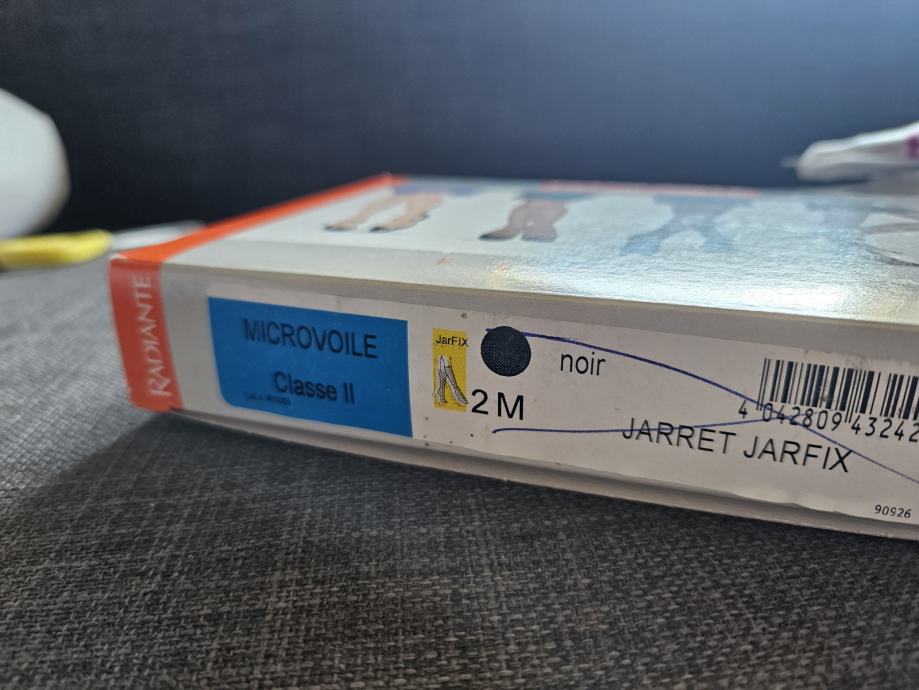 RADIANTE
MICROVOILE
Classe II
JarFIX
2 M
noir
4 042809 43242
JARRET JARFIX
90926